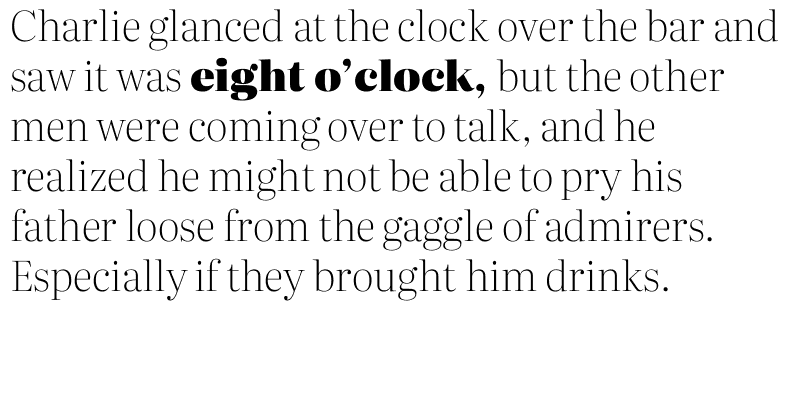 Charlie glanced at the clock over the bar and
saw it was eight o’clock, but the other
men were coming over to talk, and he
realized he might not be able to pry his
father loose from the gaggle of admirers.
Especially if they brought him drinks.